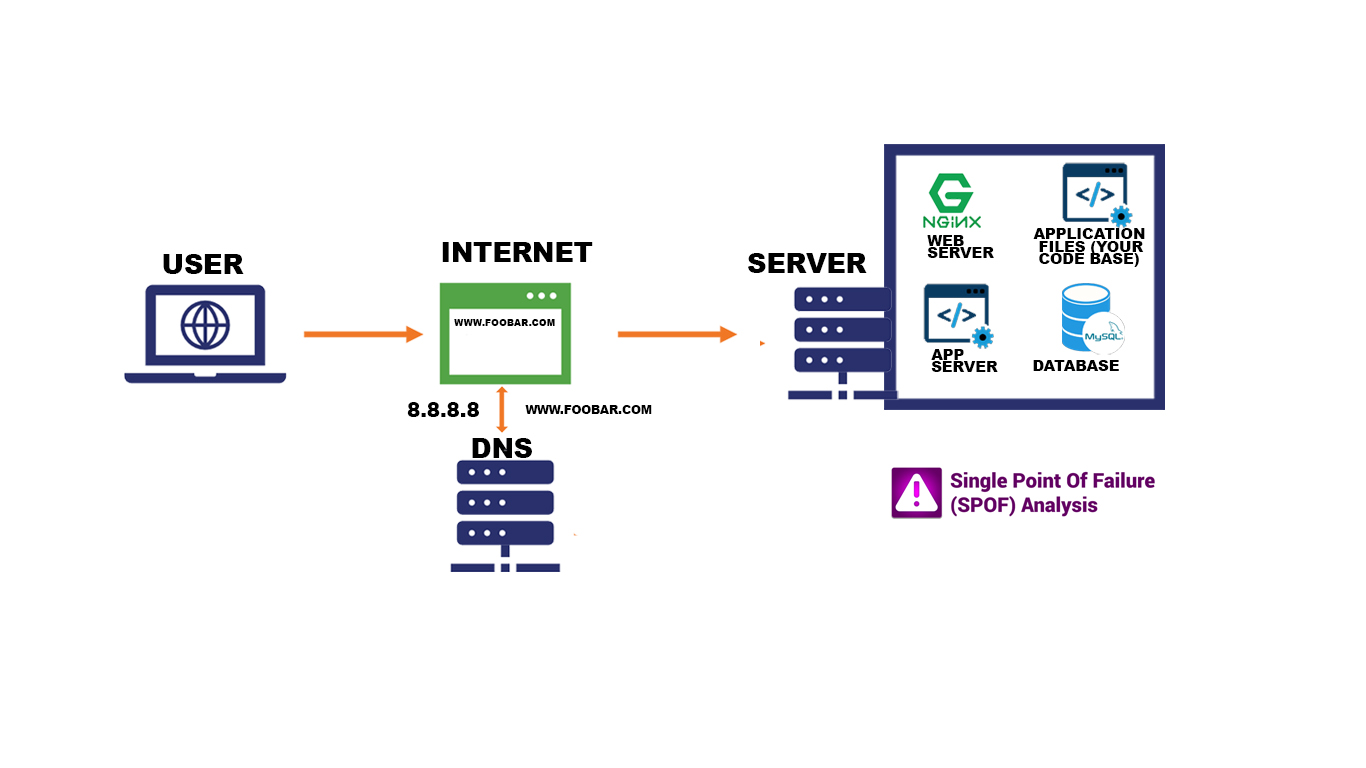 USER
INTERNET
WWW.FOOBAR.COM
8.8.8.8
WWW.FOOBAR.COM
DNS
SERVER
NGINX
WEB
SERVER
APPLICATION
FILES (YOUR
CODE BASE)
</>
</>
APP
SERVER
MySQL
DATABASE
Single Point Of Failure
(SPOF) Analysis